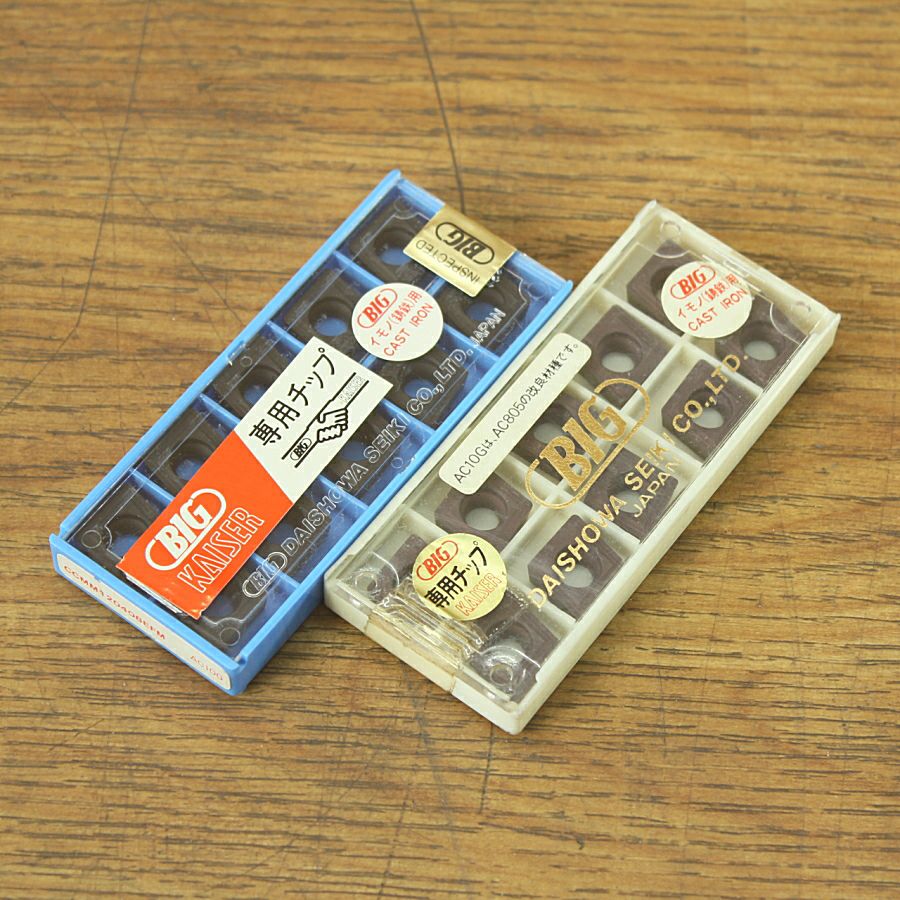 BIG
INSPECTED
BIG
イモノ(鋳鉄)用
CAST IRON
専用チップ
BIG
KAISER
BIG
KAISER
BIG DAISHOWA SEIKI CO.,LTD. JAPAN
CCMM120408EFM
AC10G
BIG
イモノ(鋳鉄)用
CAST IRON
AC10Gは、AC805の改良材種です。
BIG
DAISHOWA SEIKI CO.,LTD.
JAPAN
BIG
専用チップ
KAISER